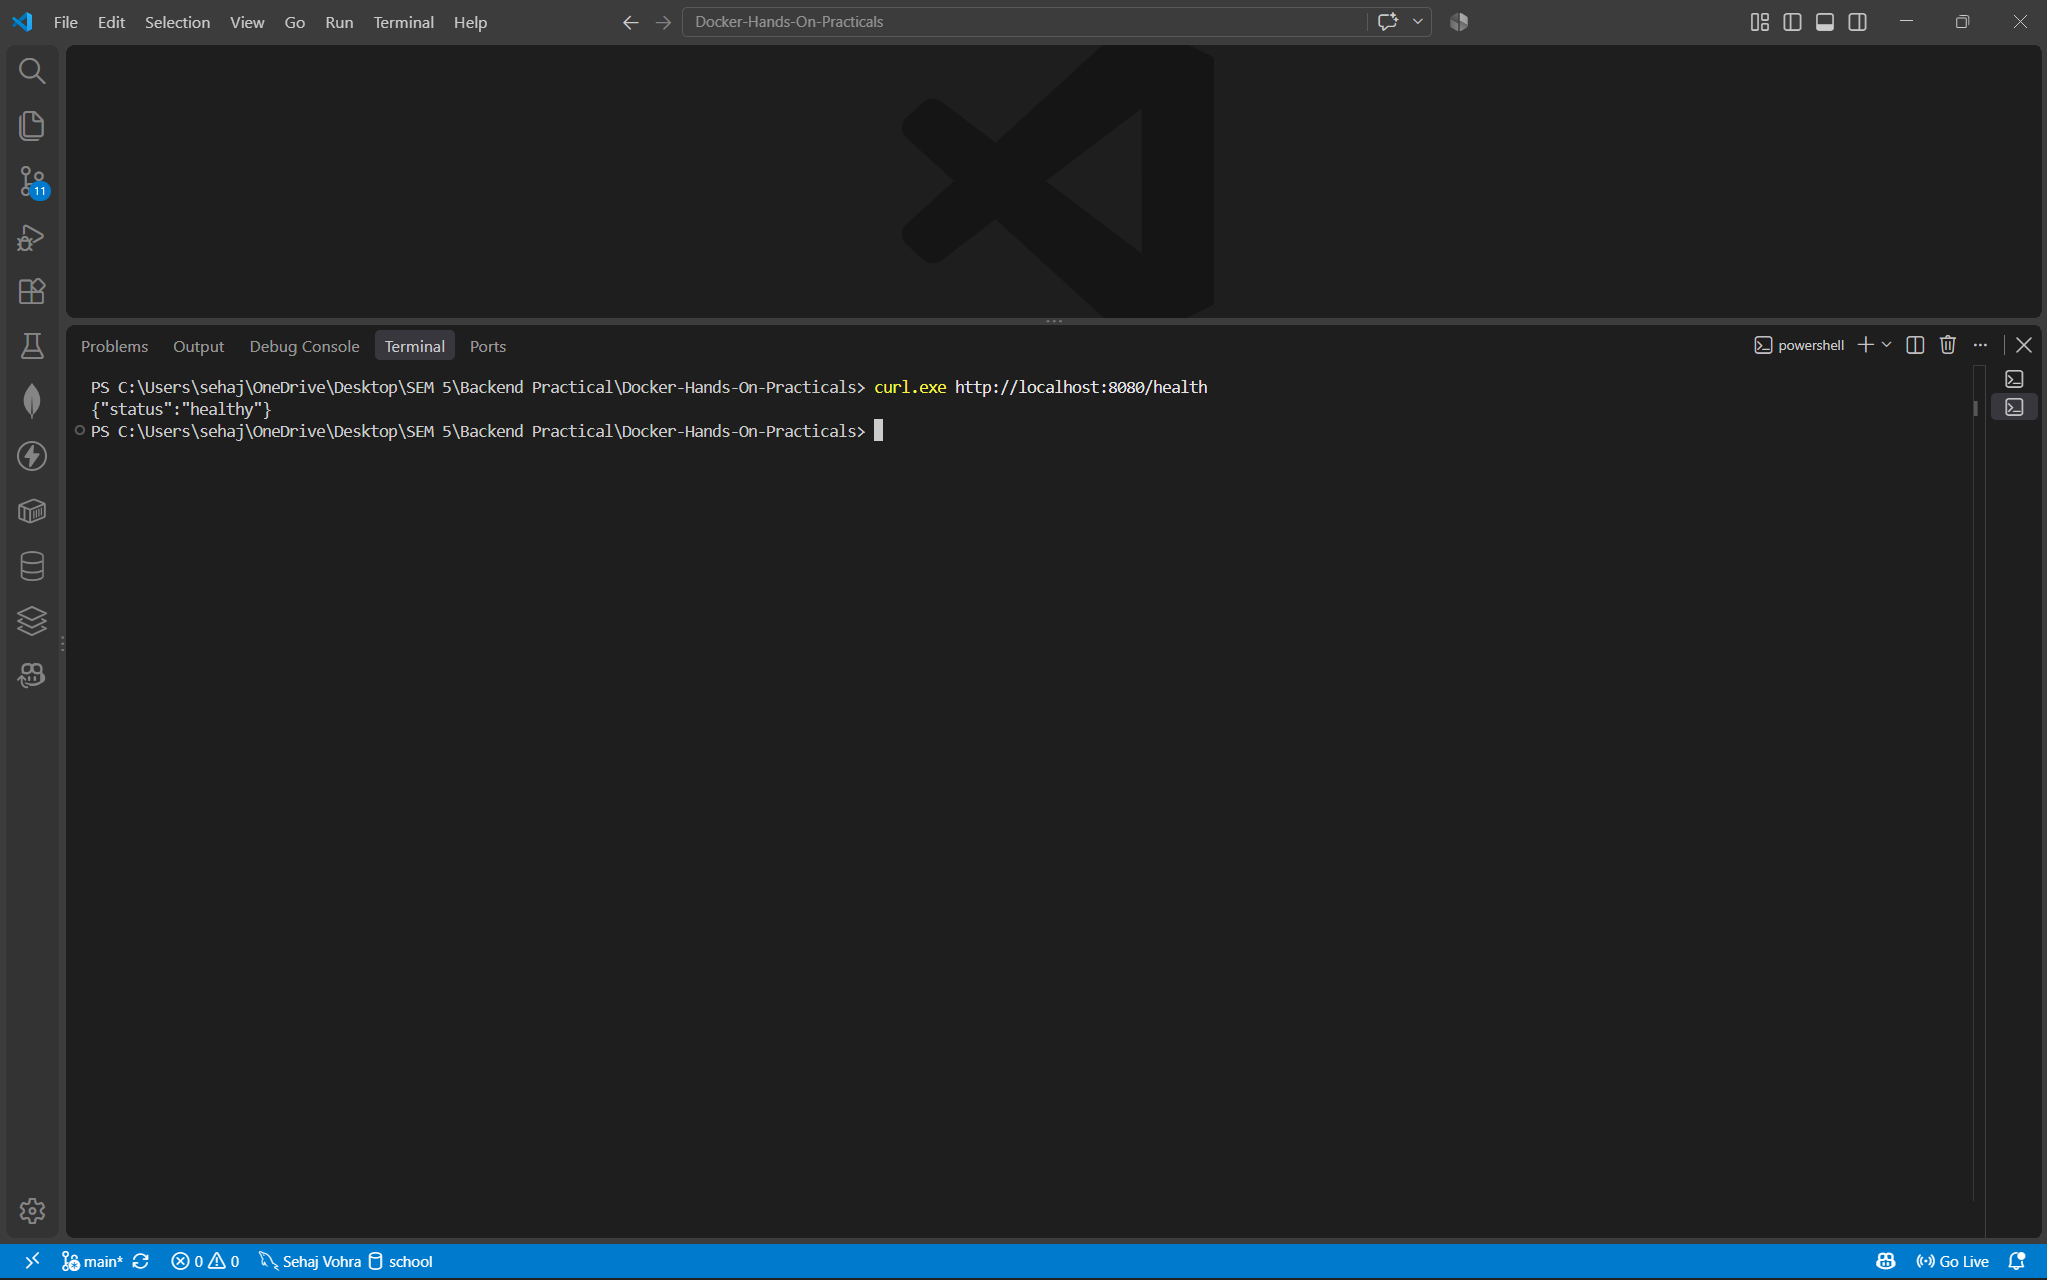 File Edit Selection View Go Run Terminal Help
Docker-Hands-On-Practicals
11
Problems Output Debug Console Terminal Ports
powershell
PS C:\Users\sehaj\OneDrive\Desktop\SEM 5\Backend Practical\Docker-Hands-On-Practicals> curl.exe http://localhost:8080/health
{"status":"healthy"}
PS C:\Users\sehaj\OneDrive\Desktop\SEM 5\Backend Practical\Docker-Hands-On-Practicals>
main* 0 0 Sehaj Vohra school
Go Live